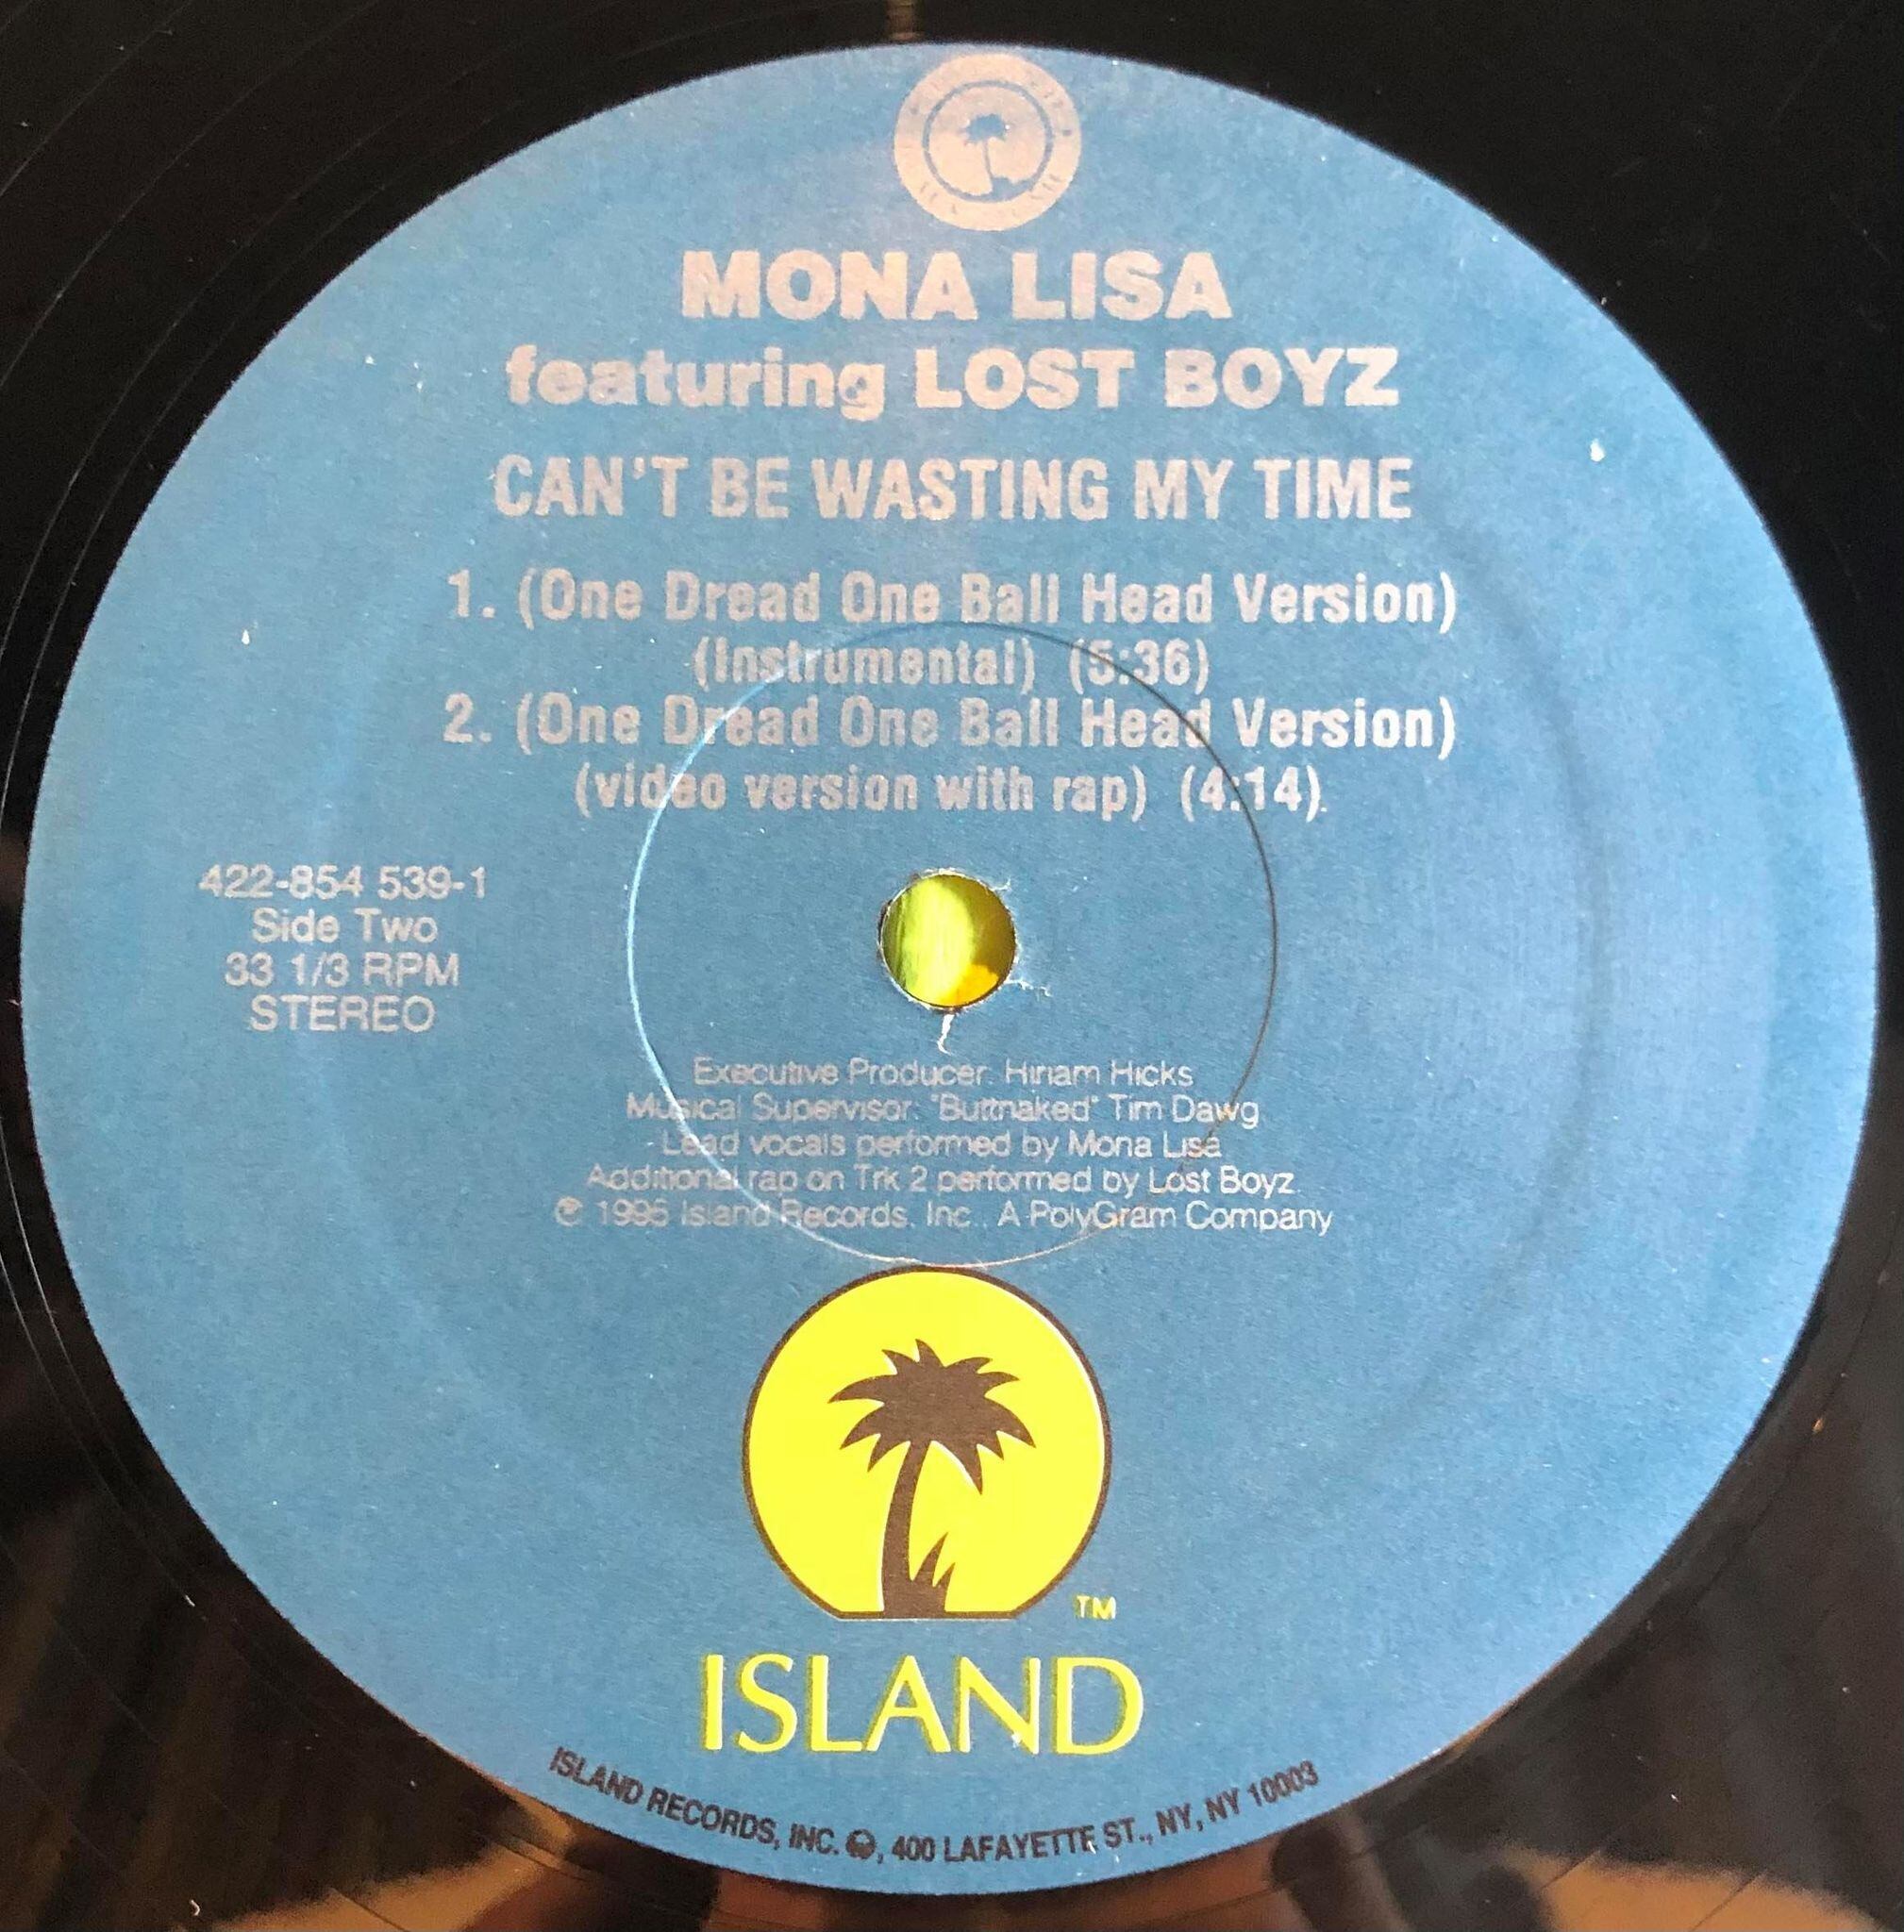 MONA LISA
featuring LOST BOYZ
CAN'T BE WASTING MY TIME
1. (One Dread One Ball Head Version)
(Instrumental) (5:36)
2. (One Dread One Ball Head Version)
(video version with rap) (4:14)
422-854 539-1
Side Two
33 1/3 RPM
STEREO
Executive Producer: Hiriam Hicks
Musical Supervisor: "Buttnaked" Tim Dawg
Lead vocals performed by Mona Lisa
Additional rap on Trk 2 performed by Lost Boyz
℗ 1996 Island Records, Inc., A PolyGram Company
TM
ISLAND
ISLAND RECORDS, INC. , 400 LAFAYETTE ST., NY, NY 10003